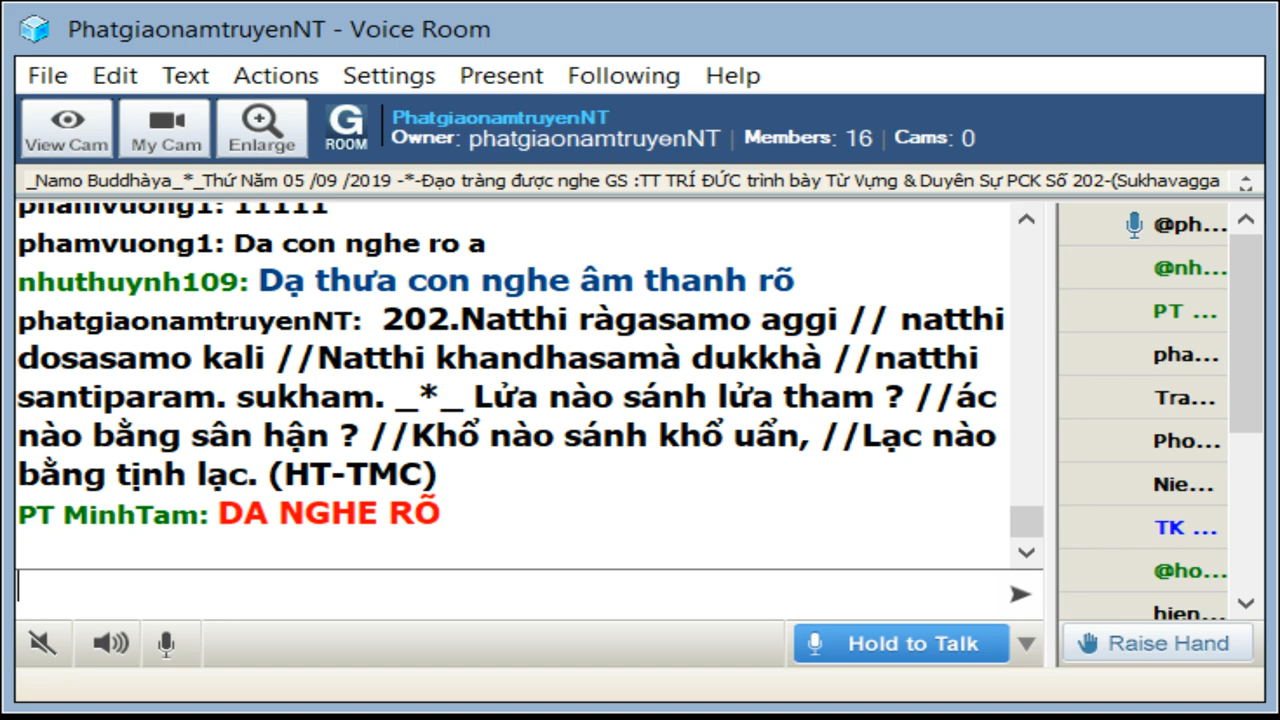 PhatgiaonamtruyenNT - Voice Room
File Edit Text Actions Settings Present Following Help
View Cam My Cam Enlarge G ROOM
PhatgiaonamtruyenNT
Owner: phatgiaonamtruyenNT | Members: 16 | Cams: 0
_Namo Buddhàya_*_Thứ Năm 05 /09 /2019 -*-Đạo tràng được nghe GS :TT TRÍ ĐỨC trình bày Từ Vựng & Duyên Sự PCK Số 202-(Sukhavagga
phamvuong1: 11111
phamvuong1: Da con nghe ro a
nhuthuynh109: Dạ thưa con nghe âm thanh rõ
phatgiaonamtruyenNT: 202.Natthi ràgasamo aggi // natthi
dosasamo kali //Natthi khandhasamà dukkhà //natthi
santiparam. sukham. _*_ Lửa nào sánh lửa tham ? //ác
nào bằng sân hận ? //Khổ nào sánh khổ uẩn, //Lạc nào
bằng tịnh lạc. (HT-TMC)
PT MinhTam: DA NGHE RÕ
@ph...
@nh...
PT ...
pha...
Tra...
Pho...
Nie...
TK ...
@ho...
hien...
Hold to Talk
Raise Hand